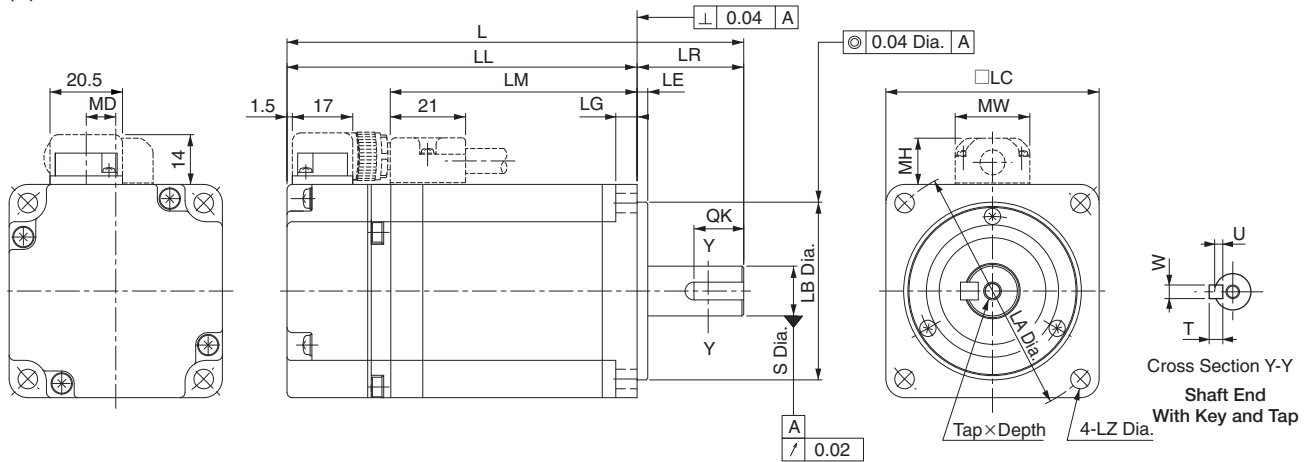 L
⊥ 0.04 A
LL
LR
◎ 0.04 Dia. A
20.5
LM
LE
□LC
MD
1.5
17
21
LG
MW
14
MH
QK
Y
U
W
LB Dia.
T
LA Dia.
S Dia.
Y
Cross Section Y-Y
Shaft End
With Key and Tap
Tap×Depth
4-LZ Dia.
A
↗ 0.02